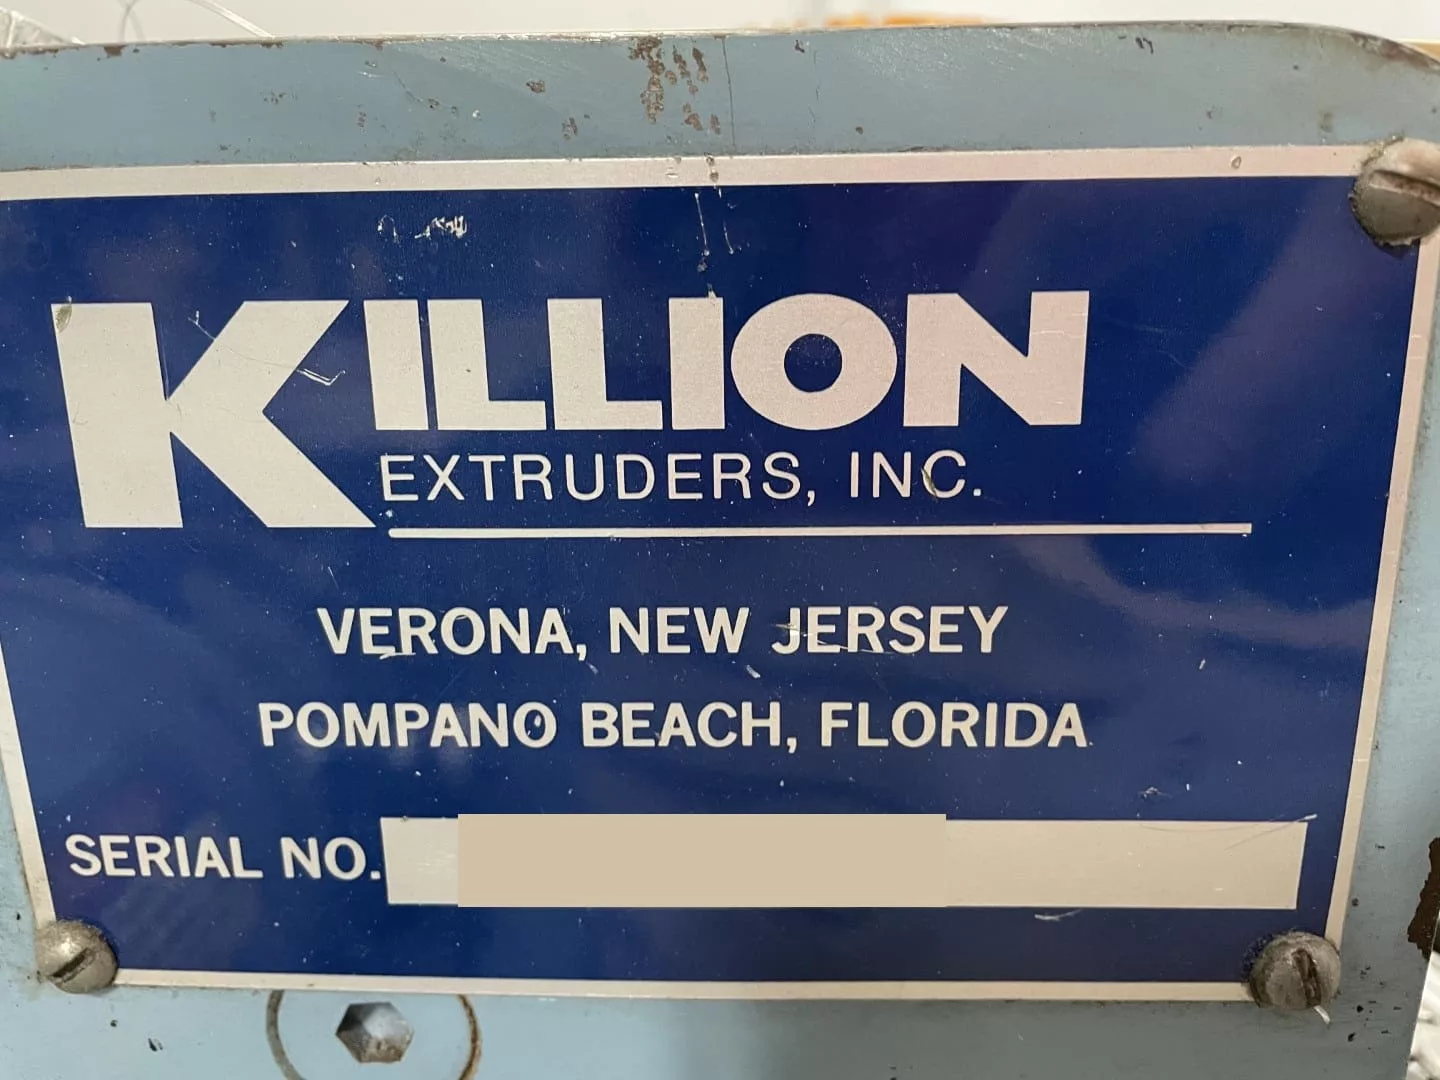 KILLION
EXTRUDERS, INC.
VERONA, NEW JERSEY
POMPANO BEACH, FLORIDA
SERIAL NO.